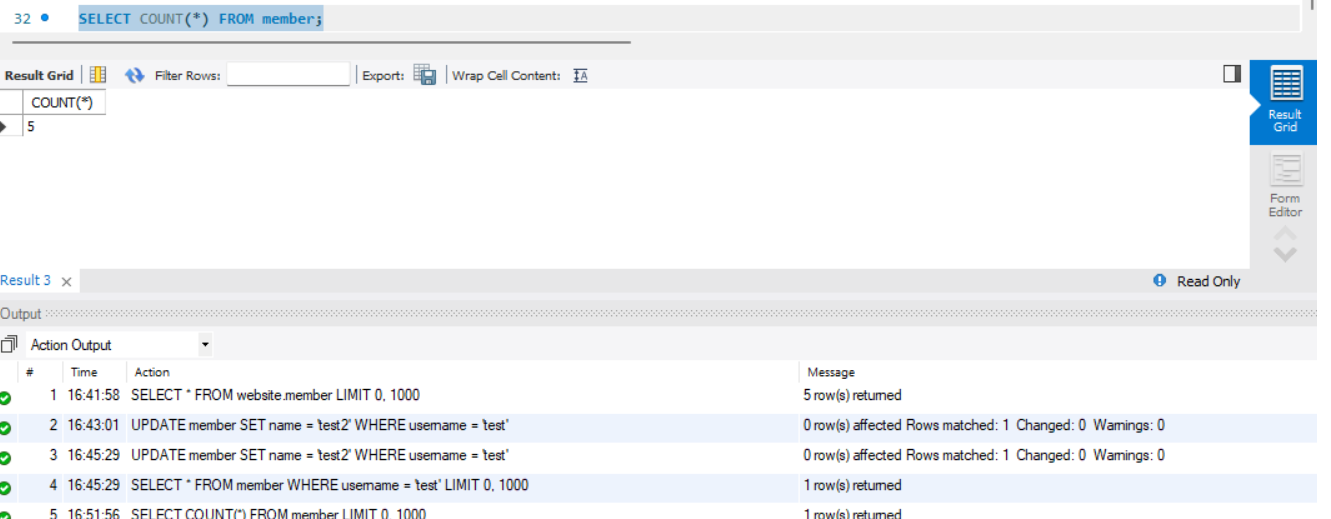 32 SELECT COUNT(*) FROM member;
Result Grid Filter Rows: Export: Wrap Cell Content: IA
COUNT(*)
5
Result Grid
Form Editor
Result 3 Read Only
Output
Action Output
# Time Action Message
1 16:41:58 SELECT * FROM website.member LIMIT 0, 1000 5 row(s) returned
2 16:43:01 UPDATE member SET name = 'test2' WHERE username = 'test' 0 row(s) affected Rows matched: 1 Changed: 0 Warnings: 0
3 16:45:29 UPDATE member SET name = 'test2' WHERE username = 'test' 0 row(s) affected Rows matched: 1 Changed: 0 Warnings: 0
4 16:45:29 SELECT * FROM member WHERE username = 'test' LIMIT 0, 1000 1 row(s) returned
5 16:51:56 SELECT COUNT(*) FROM member LIMIT 0, 1000 1 row(s) returned